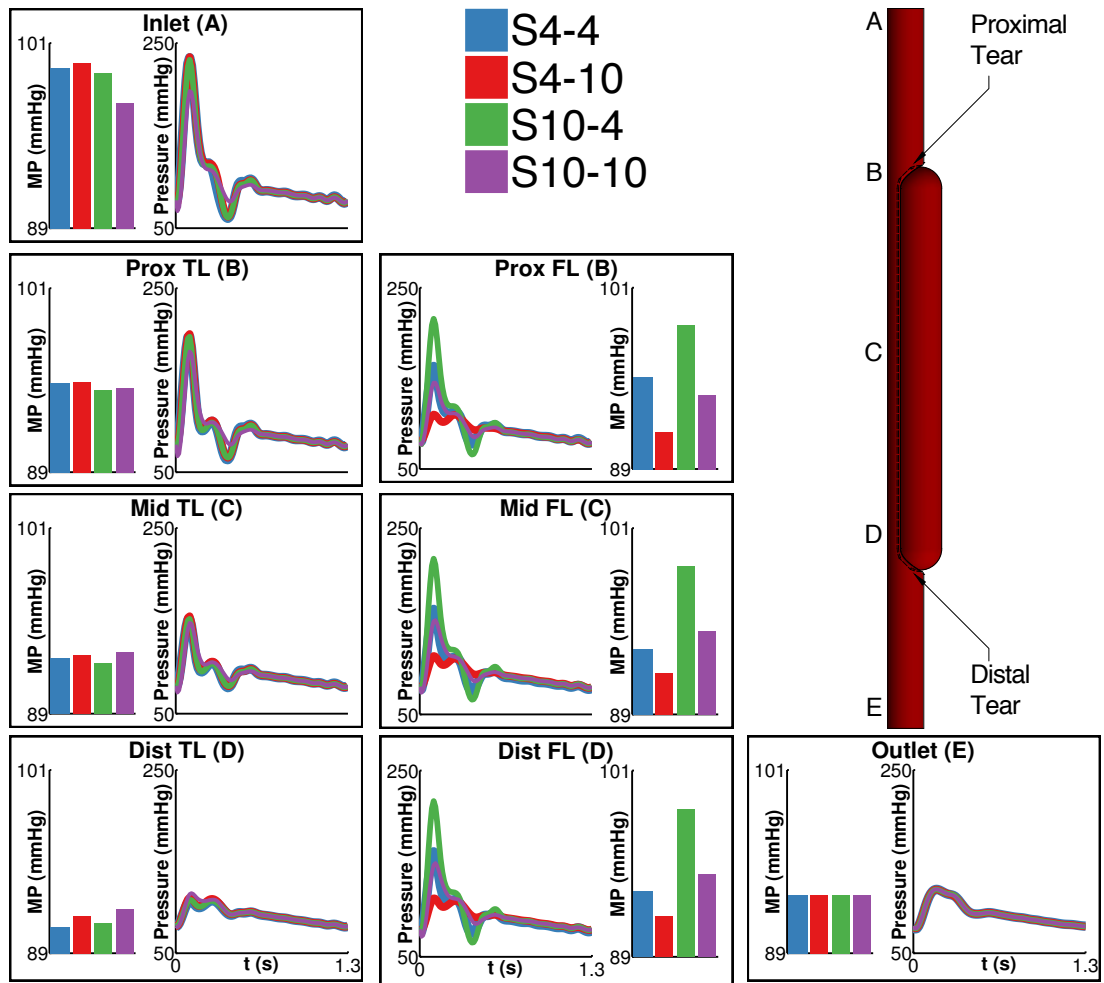 Inlet (A)
101
MP (mmHg)
89
250
Pressure (mmHg)
50
S4-4
S4-10
S10-4
S10-10
A
Proximal
Tear
B
C
D
Distal
Tear
E
Prox TL (B)
101
MP (mmHg)
89
250
Pressure (mmHg)
50
Prox FL (B)
250
Pressure (mmHg)
50
101
MP (mmHg)
89
Mid TL (C)
101
MP (mmHg)
89
250
Pressure (mmHg)
50
Mid FL (C)
250
Pressure (mmHg)
50
101
MP (mmHg)
89
Dist TL (D)
101
MP (mmHg)
89
250
Pressure (mmHg)
50
0
t (s)
1.3
Dist FL (D)
250
Pressure (mmHg)
50
0
t (s)
1.3
101
MP (mmHg)
89
Outlet (E)
101
MP (mmHg)
89
250
Pressure (mmHg)
50
0
t (s)
1.3